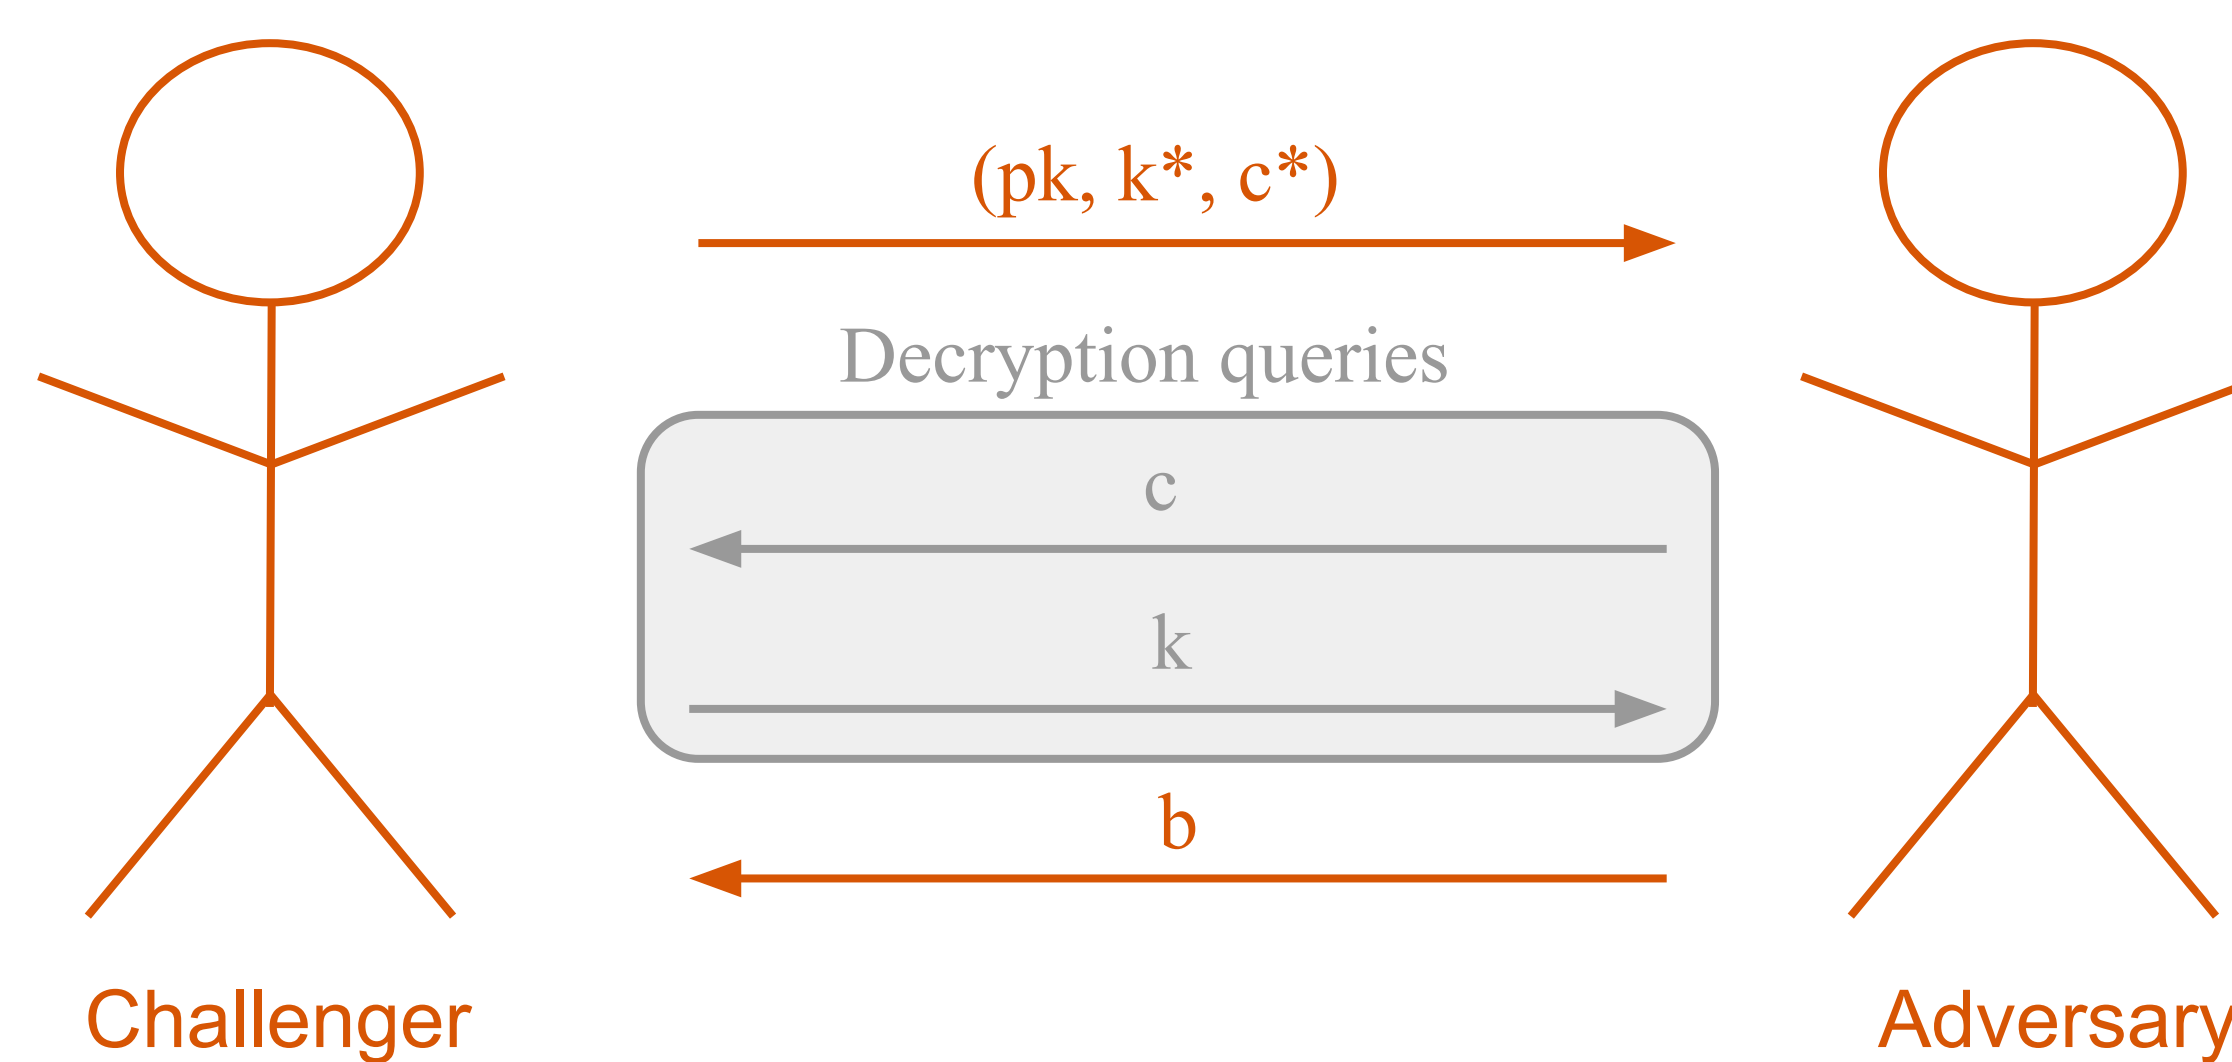 (pk, k*, c*)
Decryption queries
c
k
b
Challenger
Adversary